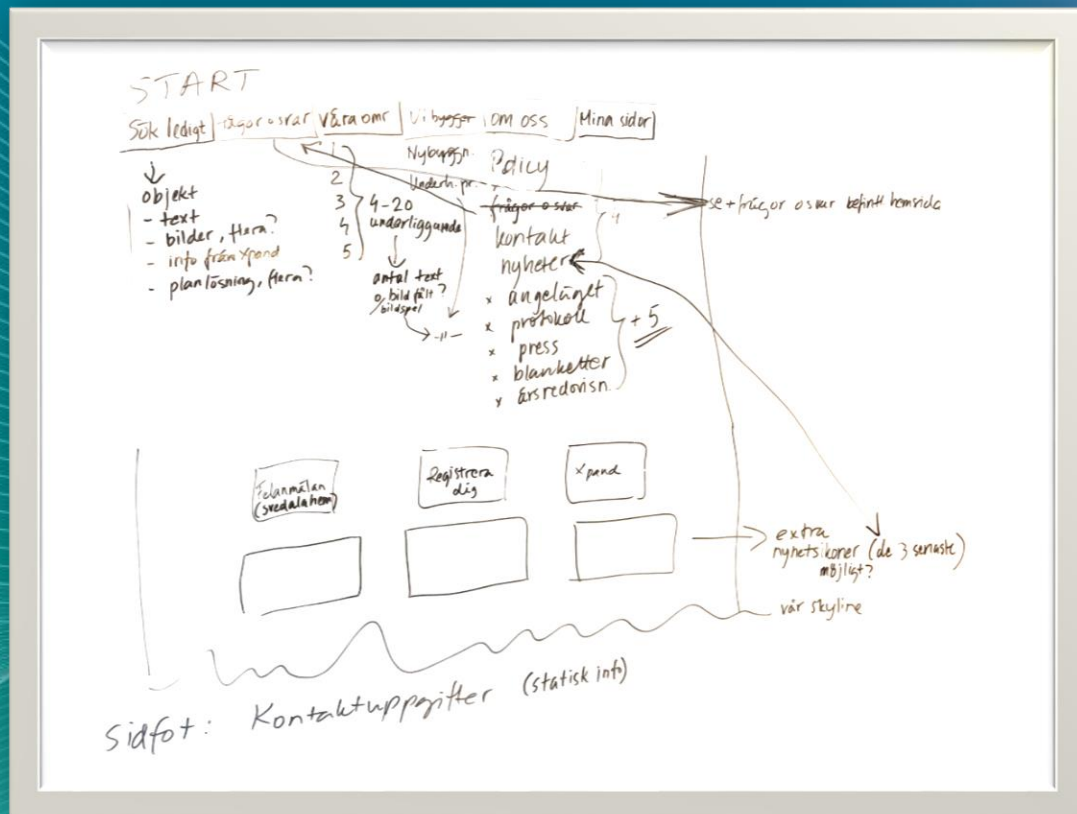 START
Sök ledigt frågor o svar Våra omr Vi bygger om oss Mina sidor
objekt
- text
- bilder, flera?
- info från Xpand
- planlösning, flera?
1
2
3
4
5
4-20
underliggande
antal text
o/bild fält?
/bildspel
-11-
Nybyggn.
Underh.pr.
Policy
frågor o svar
kontakt
nyheter
x angeläget
x protokoll
x press
x blanketter
x årsredovisn.
+ 5
se + frågor o svar befintl hemsida
Felanmälan
(svedalahem)
Registrera
dig
Xpand
extra
nyhetsikoner (de 3 senaste)
möjligt?
vår skyline
Sidfot: Kontaktuppgifter (statisk info)